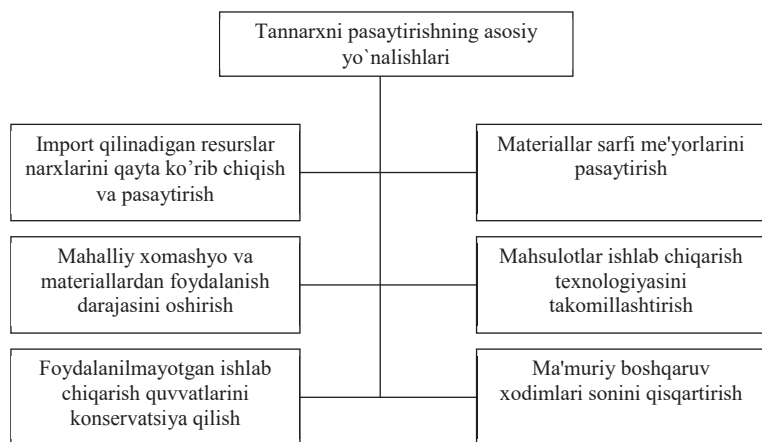 Tannarxni pasaytirishning asosiy
yo`nalishlari
Import qilinadigan resurslar
narxlarini qayta ko’rib chiqish
va pasaytirish
Materiallar sarfi me'yorlarini
pasaytirish
Mahalliy xomashyo va
materiallardan foydalanish
darajasini oshirish
Mahsulotlar ishlab chiqarish
texnologiyasini
takomillashtirish
Foydalanilmayotgan ishlab
chiqarish quvvatlarini
konservatsiya qilish
Ma'muriy boshqaruv
xodimlari sonini qisqartirish